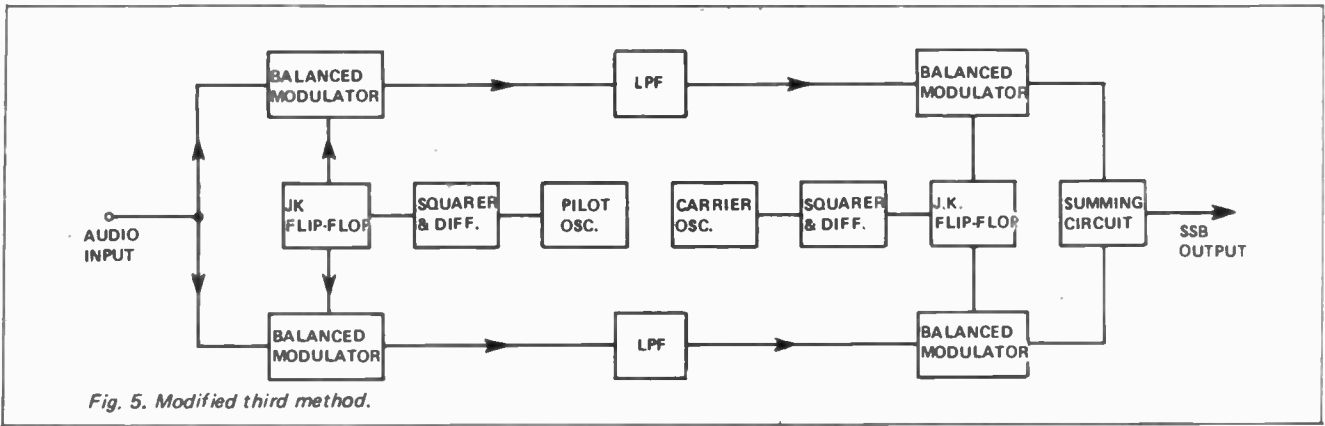 BALANCED
MODULATOR
LPF
BALANCED
MODULATOR
AUDIO
INPUT
JK
FLIP-FLOP
SQUARER
& DIFF.
PILOT
OSC.
CARRIER
OSC.
SQUARER
& DIFF.
J.K.
FLIP-FLOP
SUMMING
CIRCUIT
SSB
OUTPUT
BALANCED
MODULATOR
LPF
BALANCED
MODULATOR
Fig. 5. Modified third method.